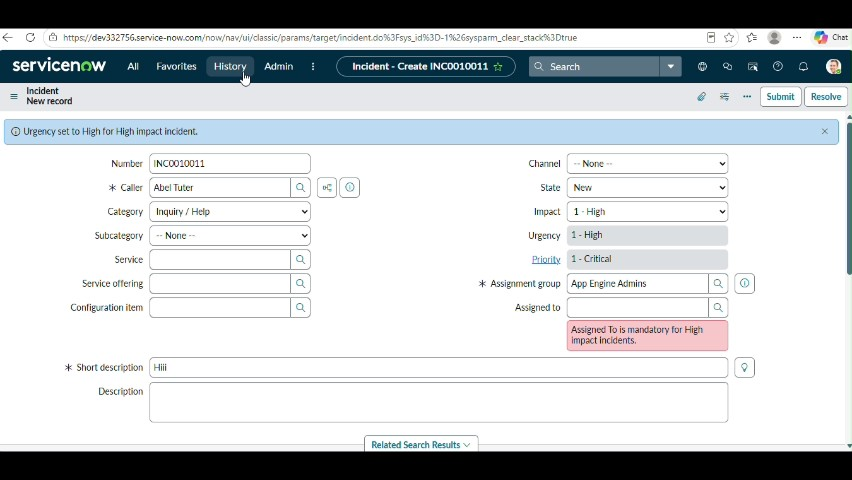 https://dev332756.service-now.com/now/nav/ui/classic/params/target/incident.do%3Fsys_id%3D-1%26sysparm_clear_stack%3Dtrue
Chat
servicenow All Favorites History Admin Incident - Create INC0010011 Search
Incident
New record
Submit Resolve
Urgency set to High for High impact incident.
Number INC0010011 Channel -- None --
* Caller Abel Tuter State New
Category Inquiry / Help Impact 1 - High
Subcategory -- None -- Urgency 1 - High
Service Priority 1 - Critical
Service offering * Assignment group App Engine Admins
Configuration item Assigned to
Assigned To is mandatory for High
impact incidents.
* Short description Hiii
Description
Related Search Results